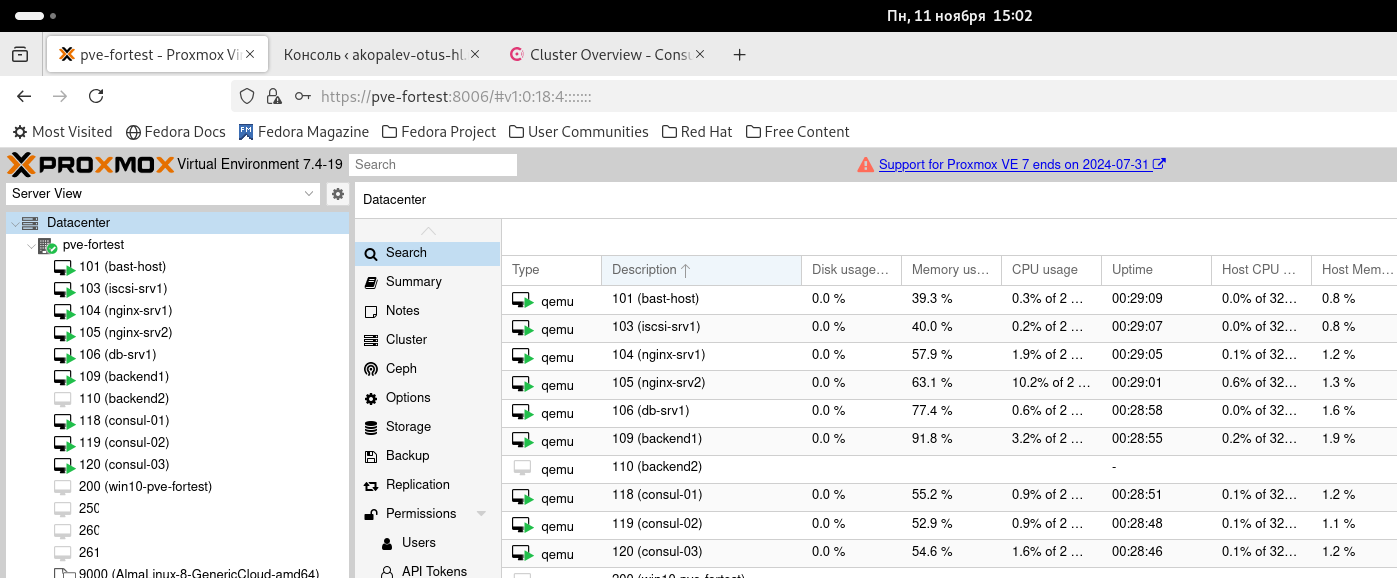 Пн, 11 ноября 15:02
pve-fortest - Proxmox Vi
Консоль ‹ akopalev-otus-hl.
Cluster Overview - Consu
https://pve-fortest:8006/#v1:0:18:4:::::::
Most Visited Fedora Docs Fedora Magazine Fedora Project User Communities Red Hat Free Content
PROXMOX Virtual Environment 7.4-19 Search Support for Proxmox VE 7 ends on 2024-07-31
Server View
Datacenter
pve-fortest
101 (bast-host)
103 (iscsi-srv1)
104 (nginx-srv1)
105 (nginx-srv2)
106 (db-srv1)
109 (backend1)
110 (backend2)
118 (consul-01)
119 (consul-02)
120 (consul-03)
200 (win10-pve-fortest)
250
260
261
9000 (AlmaLinux-8-GenericCloud-amd64)
Datacenter
Search
Summary
Notes
Cluster
Ceph
Options
Storage
Backup
Replication
Permissions
Users
API Tokens
Type Description Disk usage... Memory us... CPU usage Uptime Host CPU ... Host Mem...
qemu 101 (bast-host) 0.0 % 39.3 % 0.3% of 2 ... 00:29:09 0.0% of 32... 0.8 %
qemu 103 (iscsi-srv1) 0.0 % 40.0 % 0.2% of 2 ... 00:29:07 0.0% of 32... 0.8 %
qemu 104 (nginx-srv1) 0.0 % 57.9 % 1.9% of 2 ... 00:29:05 0.1% of 32... 1.2 %
qemu 105 (nginx-srv2) 0.0 % 63.1 % 10.2% of 2 ... 00:29:01 0.6% of 32... 1.3 %
qemu 106 (db-srv1) 0.0 % 77.4 % 0.6% of 2 ... 00:28:58 0.0% of 32... 1.6 %
qemu 109 (backend1) 0.0 % 91.8 % 3.2% of 2 ... 00:28:55 0.2% of 32... 1.9 %
qemu 110 (backend2) -
qemu 118 (consul-01) 0.0 % 55.2 % 0.9% of 2 ... 00:28:51 0.1% of 32... 1.2 %
qemu 119 (consul-02) 0.0 % 52.9 % 0.9% of 2 ... 00:28:48 0.1% of 32... 1.1 %
qemu 120 (consul-03) 0.0 % 54.6 % 1.6% of 2 ... 00:28:46 0.1% of 32... 1.2 %
200 (win10-pve-fortest)